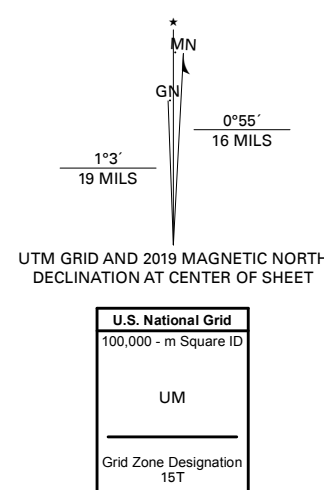 ★
MN
GN
0°55´
16 MILS
1°3´
19 MILS
UTM GRID AND 2019 MAGNETIC NORTH
DECLINATION AT CENTER OF SHEET
U.S. National Grid
100,000 - m Square ID
UM
Grid Zone Designation
15T